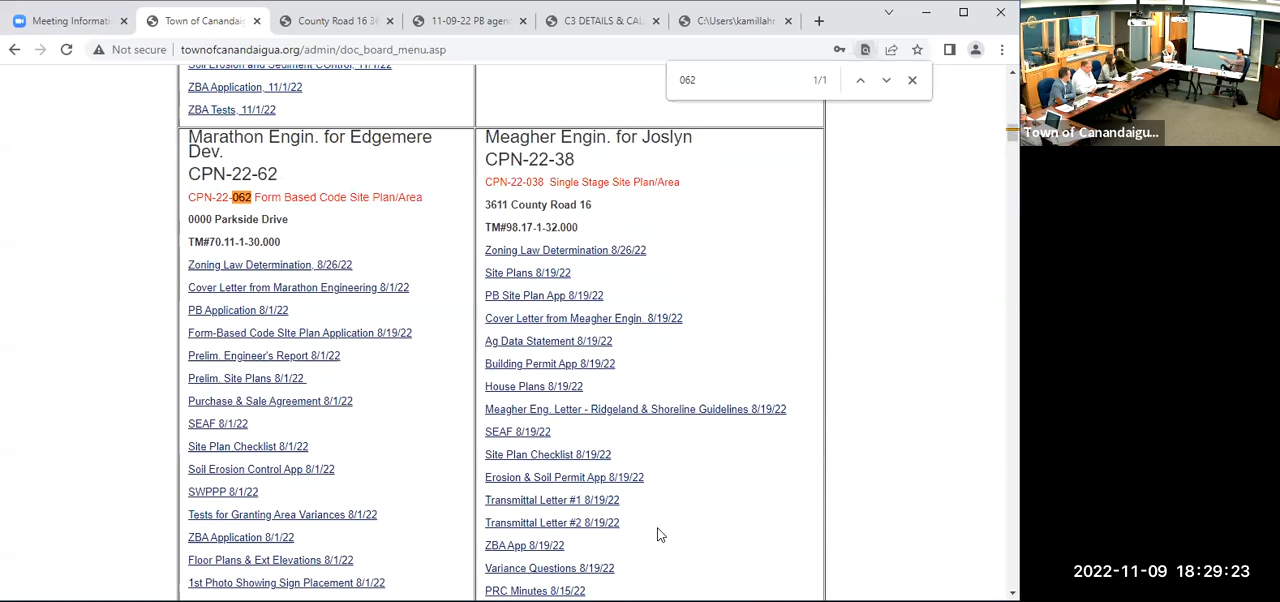 Meeting Informati
Town of Canandaig
County Road 16 3
11-09-22 PB agen
C3 DETAILS & CAL
C:\Users\kamillahr
Not secure
townofcanandaigua.org/admin/doc_board_menu.asp
062
1/1
Soil Erosion and Sediment Control, 11/1/22
ZBA Application, 11/1/22
ZBA Tests, 11/1/22
Marathon Engin. for Edgemere
Dev.
CPN-22-62
CPN-22-062 Form Based Code Site Plan/Area
0000 Parkside Drive
TM#70.11-1-30.000
Zoning Law Determination, 8/26/22
Cover Letter from Marathon Engineering 8/1/22
PB Application 8/1/22
Form-Based Code SIte Plan Application 8/19/22
Prelim. Engineer's Report 8/1/22
Prelim. Site Plans 8/1/22
Purchase & Sale Agreement 8/1/22
SEAF 8/1/22
Site Plan Checklist 8/1/22
Soil Erosion Control App 8/1/22
SWPPP 8/1/22
Tests for Granting Area Variances 8/1/22
ZBA Application 8/1/22
Floor Plans & Ext Elevations 8/1/22
1st Photo Showing Sign Placement 8/1/22
Meagher Engin. for Joslyn
CPN-22-38
CPN-22-038 Single Stage Site Plan/Area
3611 County Road 16
TM#98.17-1-32.000
Zoning Law Determination 8/26/22
Site Plans 8/19/22
PB Site Plan App 8/19/22
Cover Letter from Meagher Engin. 8/19/22
Ag Data Statement 8/19/22
Building Permit App 8/19/22
House Plans 8/19/22
Meagher Eng. Letter - Ridgeland & Shoreline Guidelines 8/19/22
SEAF 8/19/22
Site Plan Checklist 8/19/22
Erosion & Soil Permit App 8/19/22
Transmittal Letter #1 8/19/22
Transmittal Letter #2 8/19/22
ZBA App 8/19/22
Variance Questions 8/19/22
PRC Minutes 8/15/22
Town of Canandaigu...
2022-11-09 18:29:23